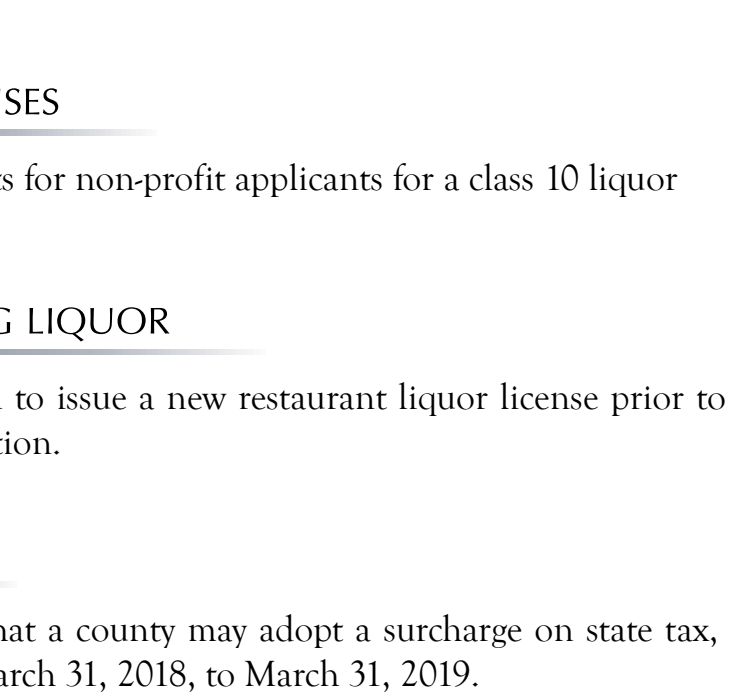 SES
s for non-profit applicants for a class 10 liquor
G LIQUOR
to issue a new restaurant liquor license prior to
tion.
hat a county may adopt a surcharge on state tax,
arch 31, 2018, to March 31, 2019.